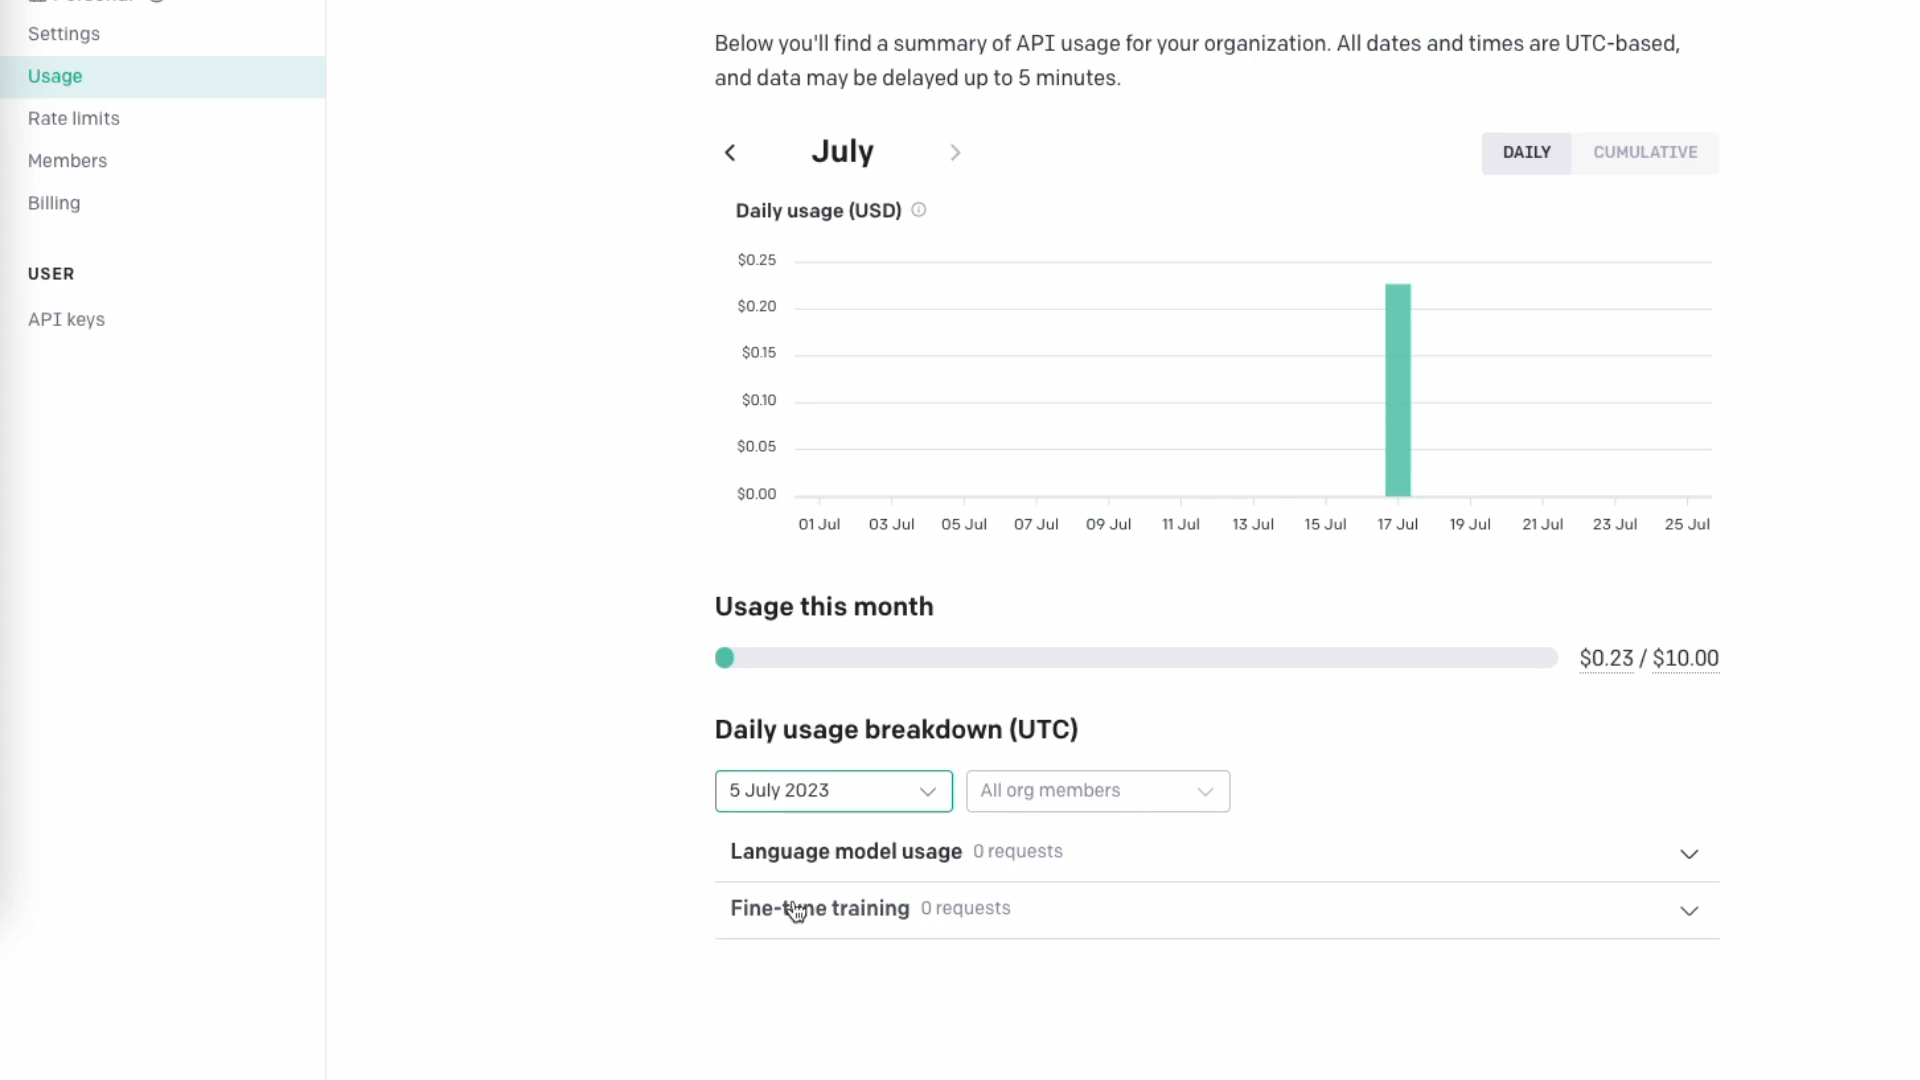 Settings
Usage
Rate limits
Members
Billing
USER
API keys
Below you'll find a summary of API usage for your organization. All dates and times are UTC-based,
and data may be delayed up to 5 minutes.
July
DAILY
CUMULATIVE
Daily usage (USD)
$0.25
$0.20
$0.15
$0.10
$0.05
$0.00
01 Jul
03 Jul
05 Jul
07 Jul
09 Jul
11 Jul
13 Jul
15 Jul
17 Jul
19 Jul
21 Jul
23 Jul
25 Jul
Usage this month
$0.23 / $10.00
Daily usage breakdown (UTC)
5 July 2023
All org members
Language model usage 0 requests
Fine-tune training 0 requests